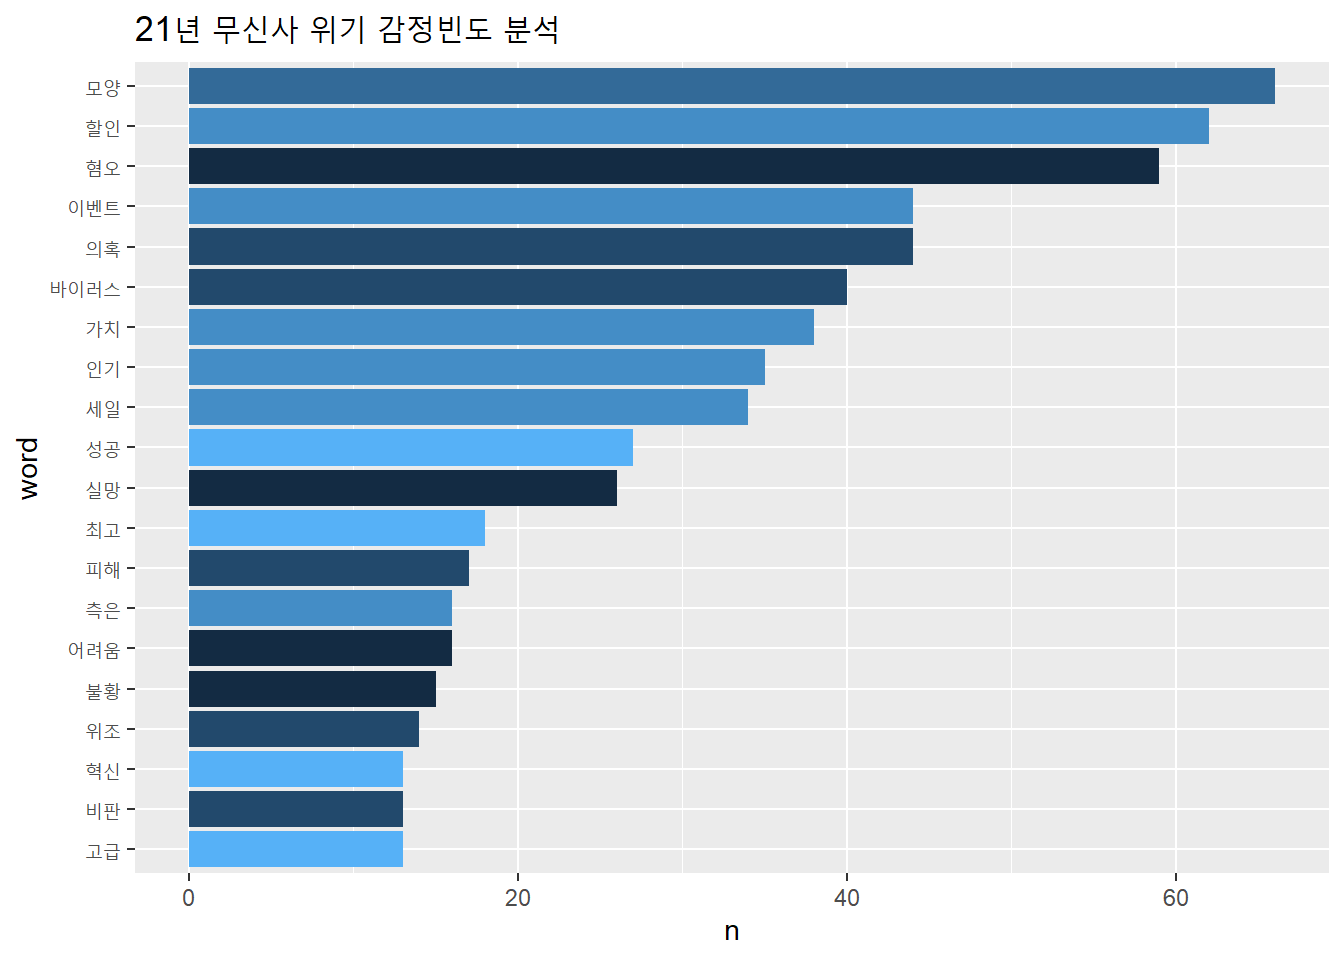 21년 무신사 위기 감정빈도 분석
모양
할인
혐오
이벤트
의혹
바이러스
가치
인기
세일
성공
실망
최고
피해
측은
어려움
불황
위조
혁신
비판
고급
word
0 20 40 60
n